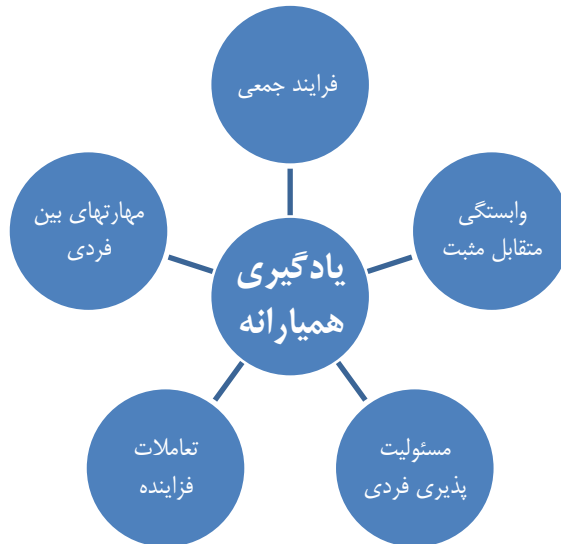 فرایند جمعی
وابستگی
متقابل مثبت
مهارتهای بین
فردی
یادگیری
همیارانه
مسئولیت
پذیری فردی
تعاملات
فزاینده